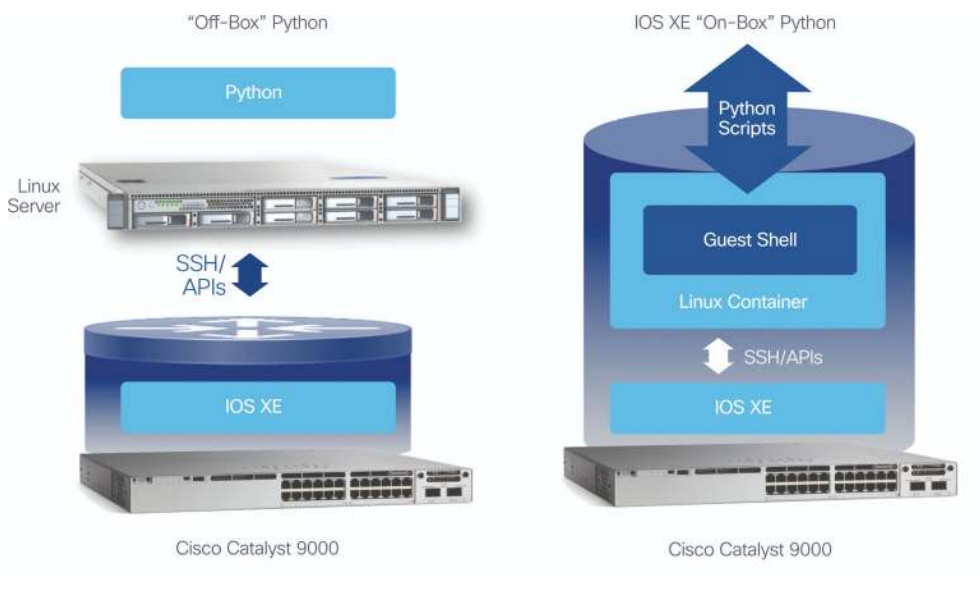 “Off-Box” Python
Python
Linux
Server
SSH/
APIs
IOS XE
Cisco Catalyst 9000
IOS XE “On-Box” Python
Python
Scripts
Guest Shell
Linux Container
SSH/APIs
IOS XE
Cisco Catalyst 9000